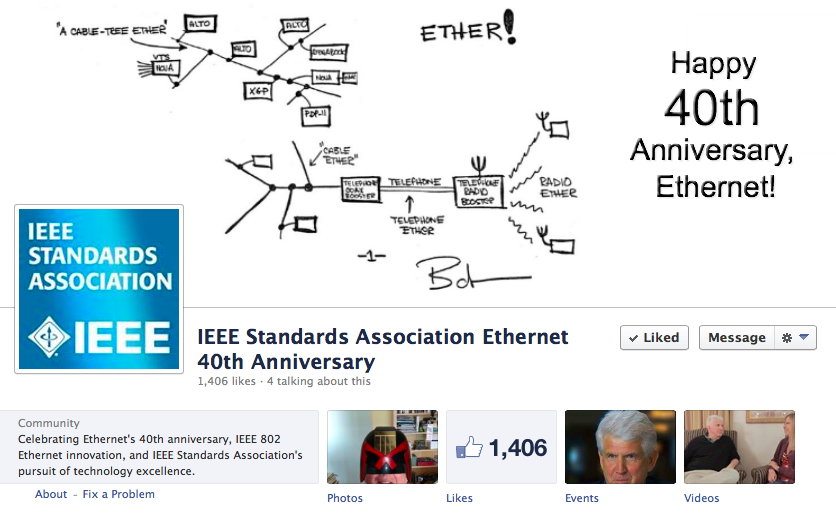 "A CABLE-TREE ETHER"
ALTO
ALTO
ALTO
DYNABOOK
VTS
NOVA
NOVA
XGP
PDP-11
ETHER!
Happy
40th
Anniversary,
Ethernet!
"CABLE
ETHER"
TELEPHONE
COAX
BOOSTER
TELEPHONE
TELEPHONE
RADIO
BOOSTER
RADIO
ETHER
TELEPHONE
ETHER
-1-
Bob
IEEE
STANDARDS
ASSOCIATION
IEEE
IEEE Standards Association Ethernet
40th Anniversary
1,406 likes · 4 talking about this
Liked
Message
Community
Celebrating Ethernet's 40th anniversary, IEEE 802
Ethernet innovation, and IEEE Standards Association's
pursuit of technology excellence.
About - Fix a Problem
1,406
Photos
Likes
Events
Videos